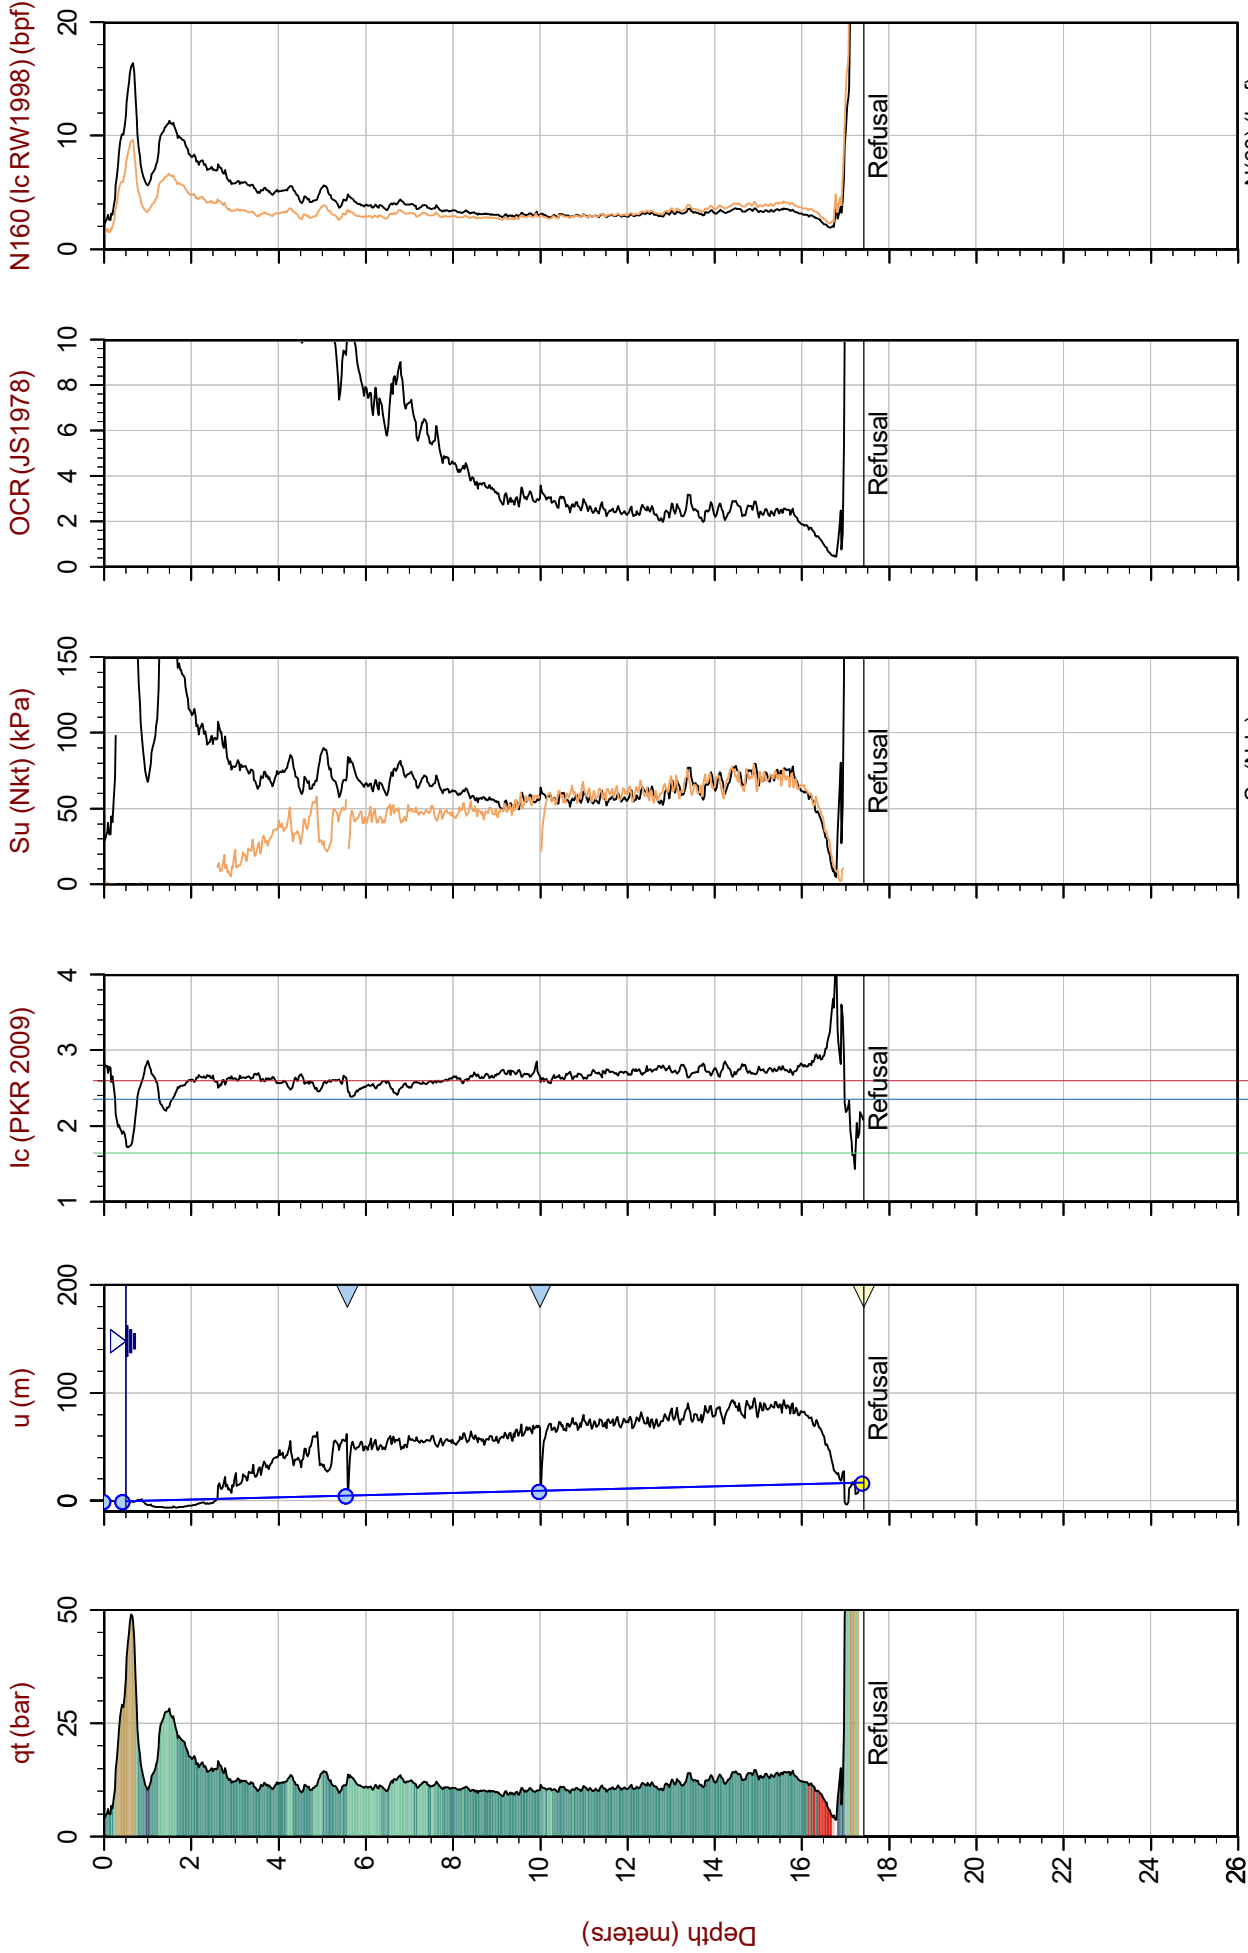 N160 (Ic RW1998) (bpf)
0
10
20
Refusal
OCR (JS1978)
0
2
4
6
8
10
Refusal
Su (Nkt) (kPa)
0
50
100
150
Refusal
Ic (PKR 2009)
1
2
3
4
Refusal
u (m)
0
100
200
Refusal
qt (bar)
0
25
50
Refusal
0
2
4
6
8
10
12
14
16
18
20
22
24
26
Depth (meters)